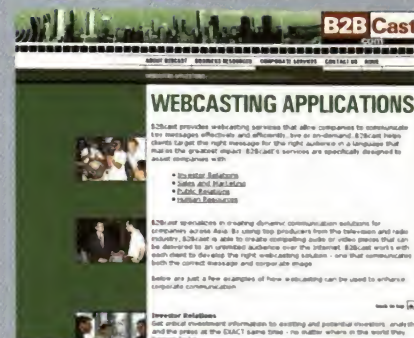 B2B Cast
.com
ABOUT B2BCAST BUSINESS RESOURCES CORPORATE SERVICES CONTACT US HOME
WEBCASTING APPLICATIONS
WEBCASTING APPLICATIONS
B2Bcast provides webcasting services that allow companies to communicate
key messages effectively and efficiently, live or on-demand. B2Bcast helps
clients target the right message for the right audience in a language that
makes the greatest impact. B2Bcast's services are specifically designed to
assist companies with
• Investor Relations
• Sales and Marketing
• Public Relations
• Human Resources
B2Bcast specializes in creating dynamic communication solutions for
companies across Asia. By using top producers from the television and radio
industry, B2Bcast is able to create compelling audio or video pieces that can
be delivered to an unlimited audience over the internet. B2Bcast works with
each client to develop the right webcasting solution - one that communicates
both the correct message and corporate image.
Below are just a few examples of how webcasting can be used to enhance
corporate communication
back to top
Investor Relations
Get critical investment information to existing and potential investors, analysts
and the press at the EXACT same time - no matter where in the world they